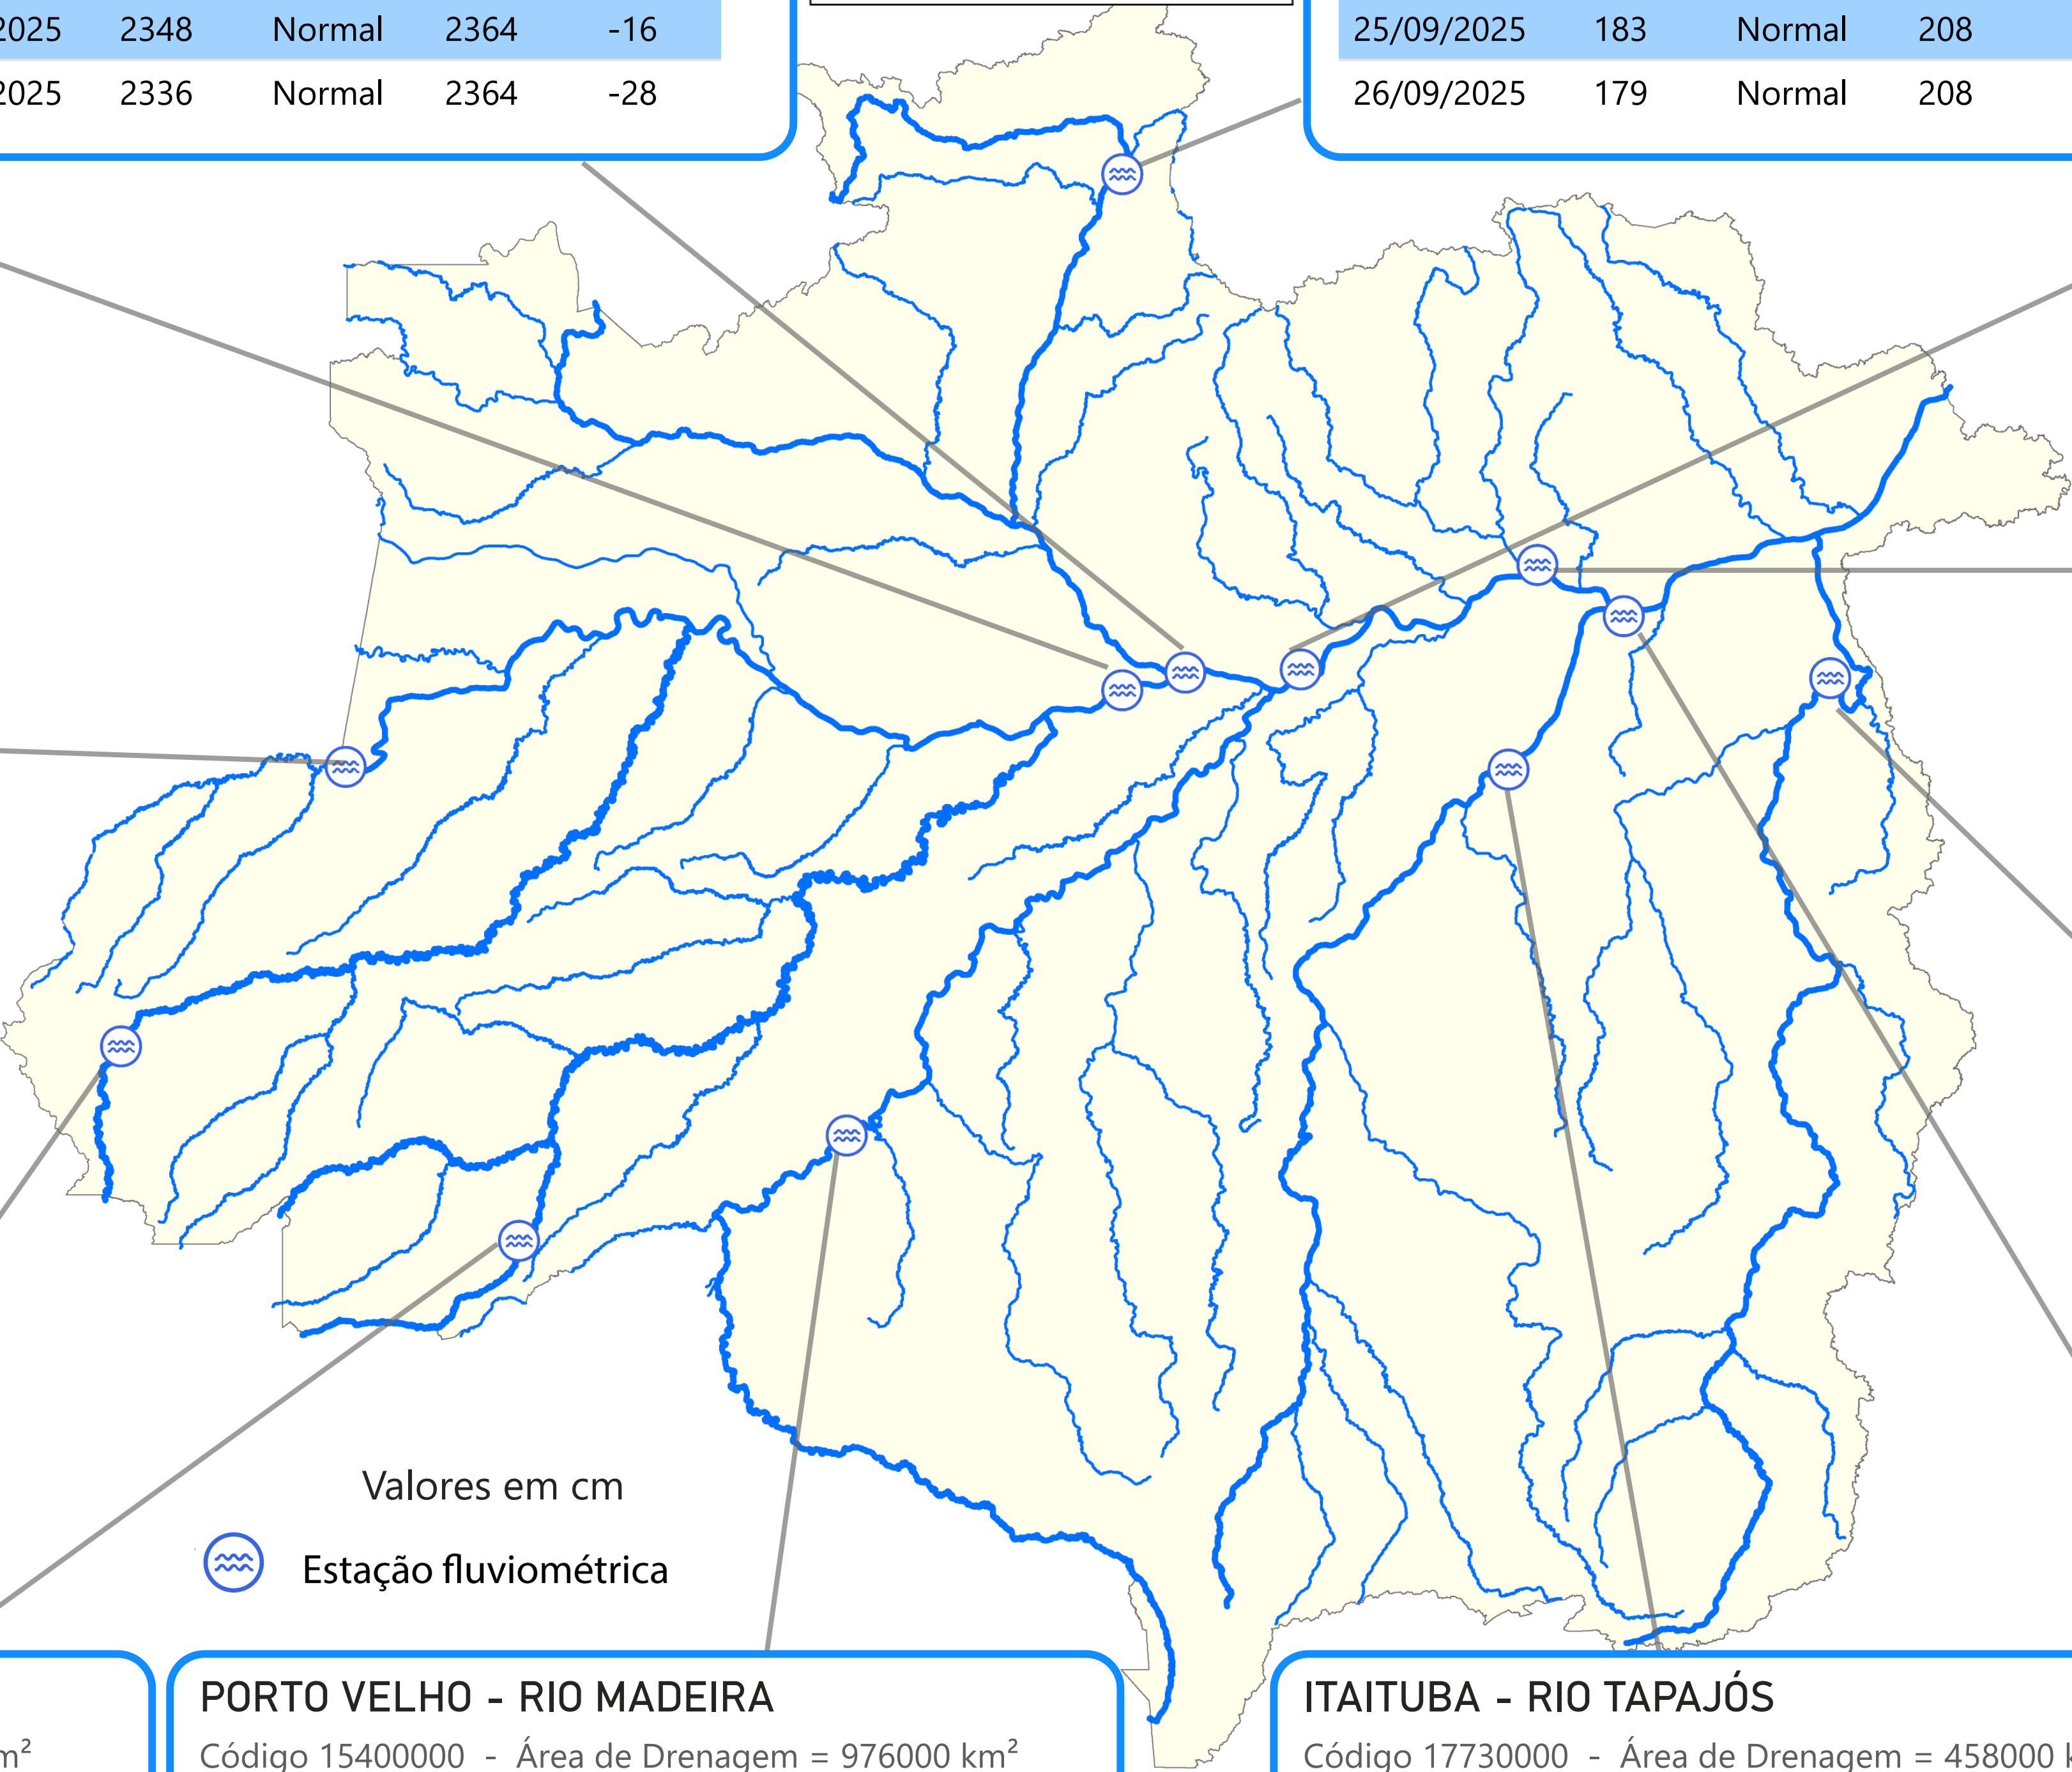 2025 2348 Normal 2364 -16
2025 2336 Normal 2364 -28
25/09/2025 183 Normal 208
26/09/2025 179 Normal 208
Valores em cm
Estação fluviométrica
m²
PORTO VELHO - RIO MADEIRA
Código 15400000 - Área de Drenagem = 976000 km²
ITAITUBA - RIO TAPAJÓS
Código 17730000 - Área de Drenagem = 458000 k